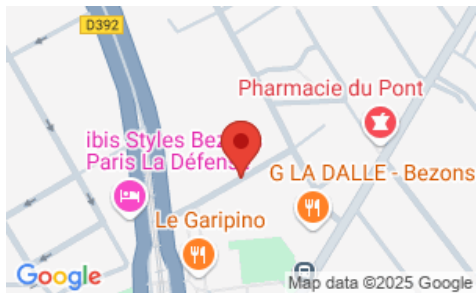 D392
Pharmacie du Pont
ibis Styles Bez
Paris La Défens
G LA DALLE - Bezons
Le Garipino
Google
Map data ©2025 Google